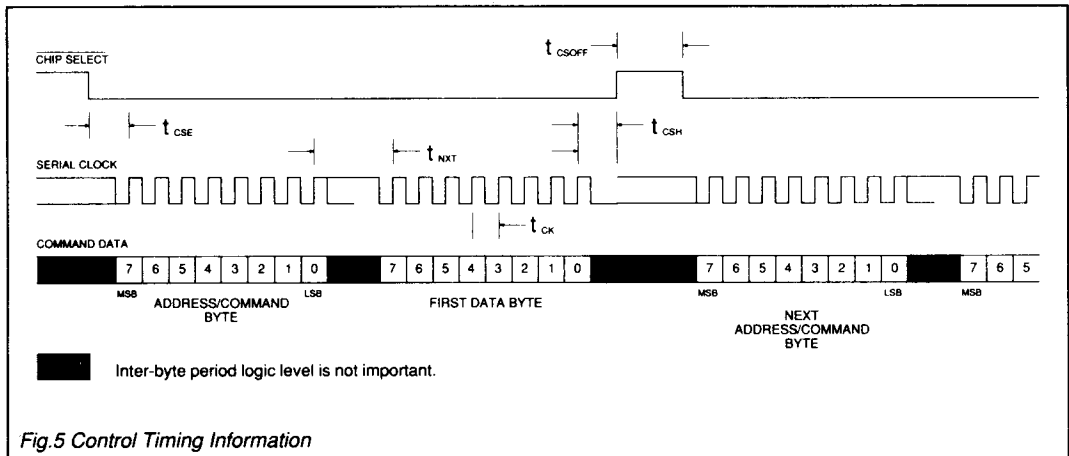 t CSOFF
CHIP SELECT
t CSE
t CSH
t NXT
SERIAL CLOCK
t CK
COMMAND DATA
7 6 5 4 3 2 1 0 7 6 5 4 3 2 1 0 7 6 5 4 3 2 1 0 7 6 5
MSB LSB MSB LSB MSB
ADDRESS/COMMAND
BYTE
FIRST DATA BYTE
NEXT
ADDRESS/COMMAND
BYTE
Inter-byte period logic level is not important.
Fig.5 Control Timing Information